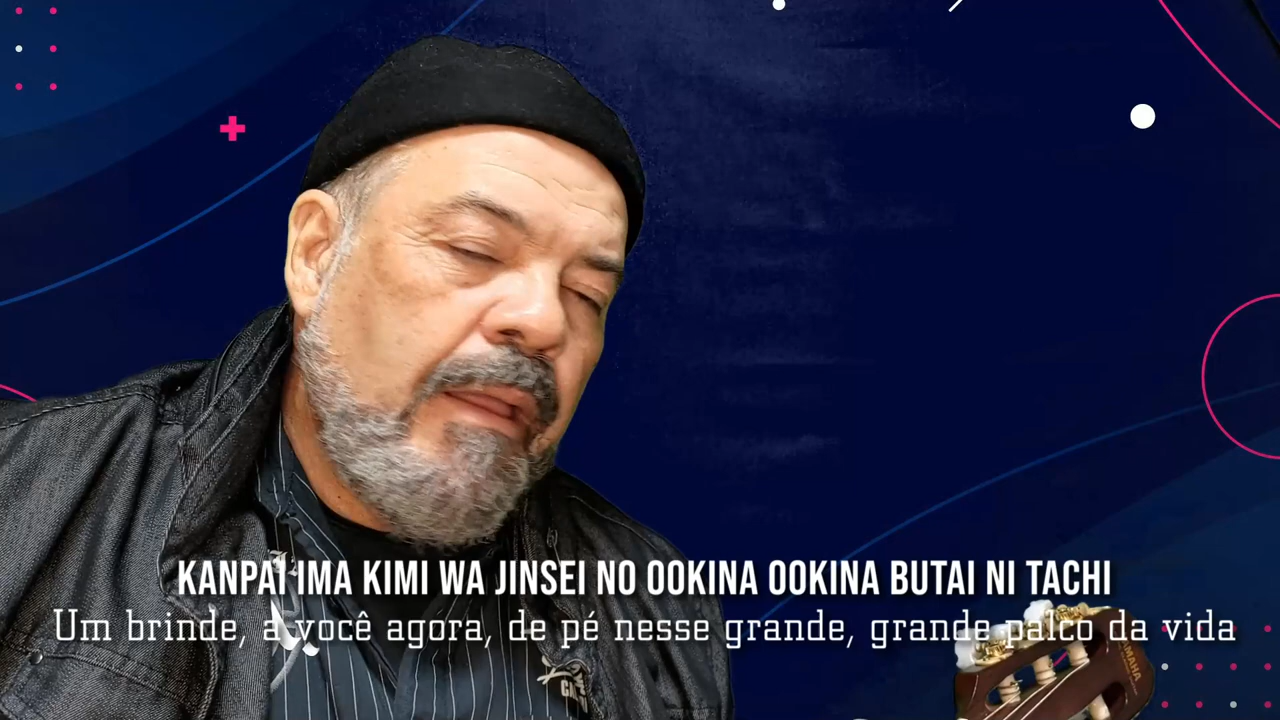 KANPAI IMA KIMI WA JINSEI NO OOKINA OOKINA BUTAI NI TACHI
Um brinde, a você agora, de pé nesse grande, grande palco da vida
YAMAHA